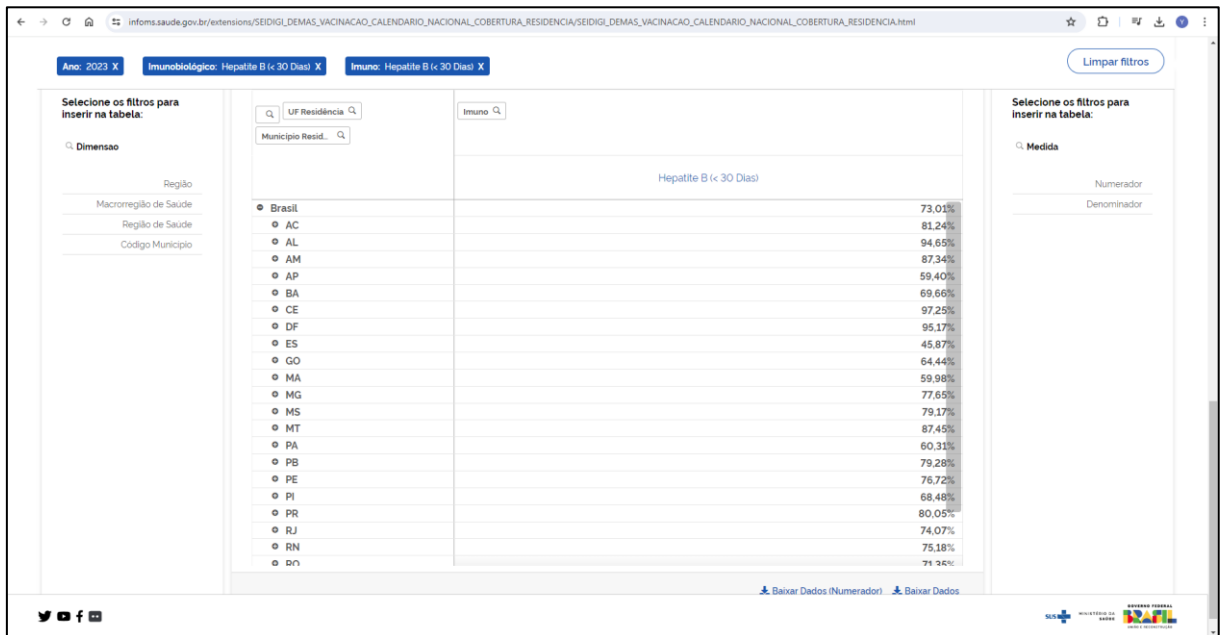 infoms.saude.gov.br/extensions/SEIDIGI_DEMAS_VACINACAO_CALENDARIO_NACIONAL_COBERTURA_RESIDENCIA/SEIDIGI_DEMAS_VACINACAO_CALENDARIO_NACIONAL_COBERTURA_RESIDENCIA.html
Ano: 2023 X
Imunobiológico: Hepatite B (< 30 Dias) X
Imuno: Hepatite B (< 30 Dias) X
Limpar filtros
Selecione os filtros para
inserir na tabela:
Dimensao
Região
Macrorregião de Saúde
Região de Saúde
Código Município
UF Residência
Município Resid...
Imuno
Hepatite B (< 30 Dias)
Brasil 73,01%
AC 81,24%
AL 94,65%
AM 87,34%
AP 59,40%
BA 69,66%
CE 97,25%
DF 95,17%
ES 45,87%
GO 64,44%
MA 59,98%
MG 77,65%
MS 79,17%
MT 87,45%
PA 60,31%
PB 79,28%
PE 76,72%
PI 68,48%
PR 80,05%
RJ 74,07%
RN 75,18%
RO 71,35%
Baixar Dados (Numerador) Baixar Dados
Selecione os filtros para
inserir na tabela:
Medida
Numerador
Denominador
SUS
MINISTÉRIO DA
SAÚDE
GOVERNO FEDERAL
BRASIL
UNIÃO E RECONSTRUÇÃO